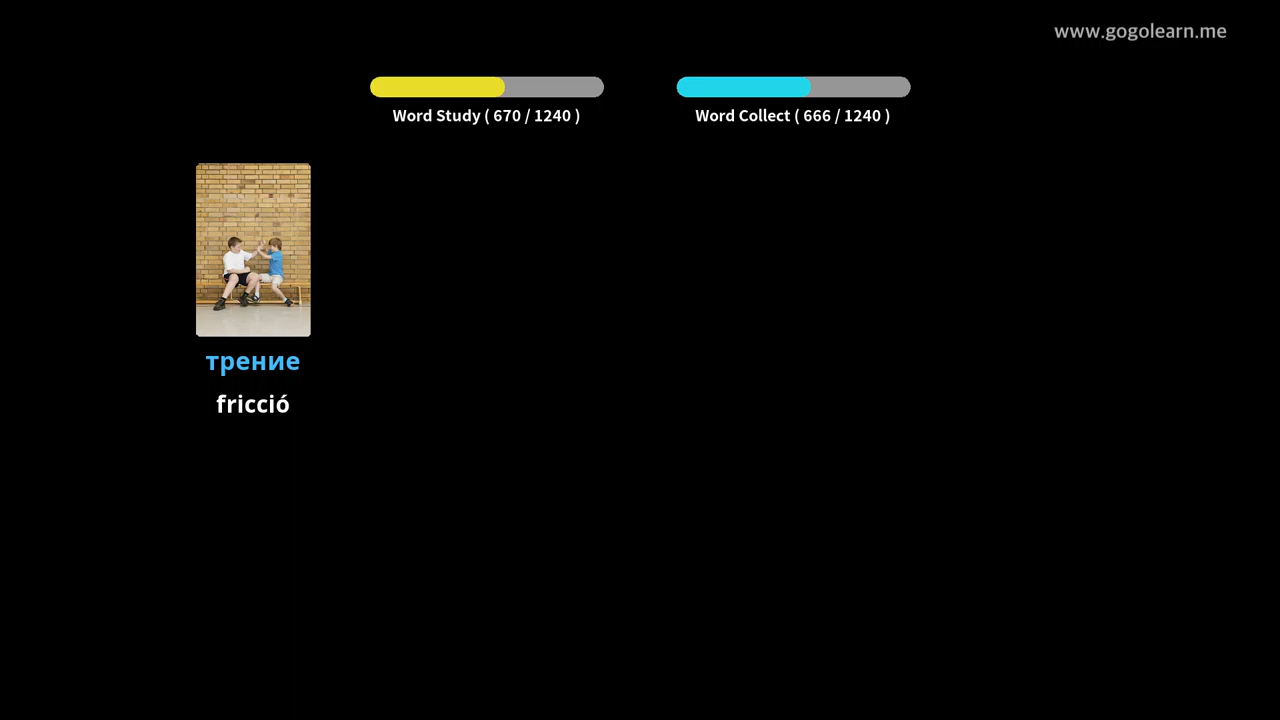 www.gogolearn.me
Word Study ( 670 / 1240 )
Word Collect ( 666 / 1240 )
трение
fricció